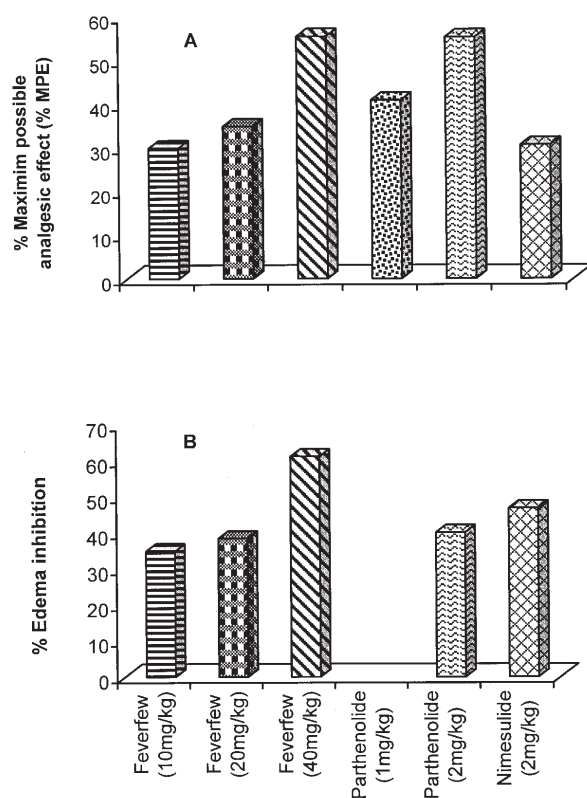 60
50
40
30
20
10
0
% Maximim possible
analgesic effect (% MPE)
A
70
60
50
40
30
20
10
0
% Edema inhibition
B
Feverfew
(10mg/kg)
Feverfew
(20mg/kg)
Feverfew
(40mg/kg)
Parthenolide
(1mg/kg)
Parthenolide
(2mg/kg)
Nimesulide
(2mg/kg)